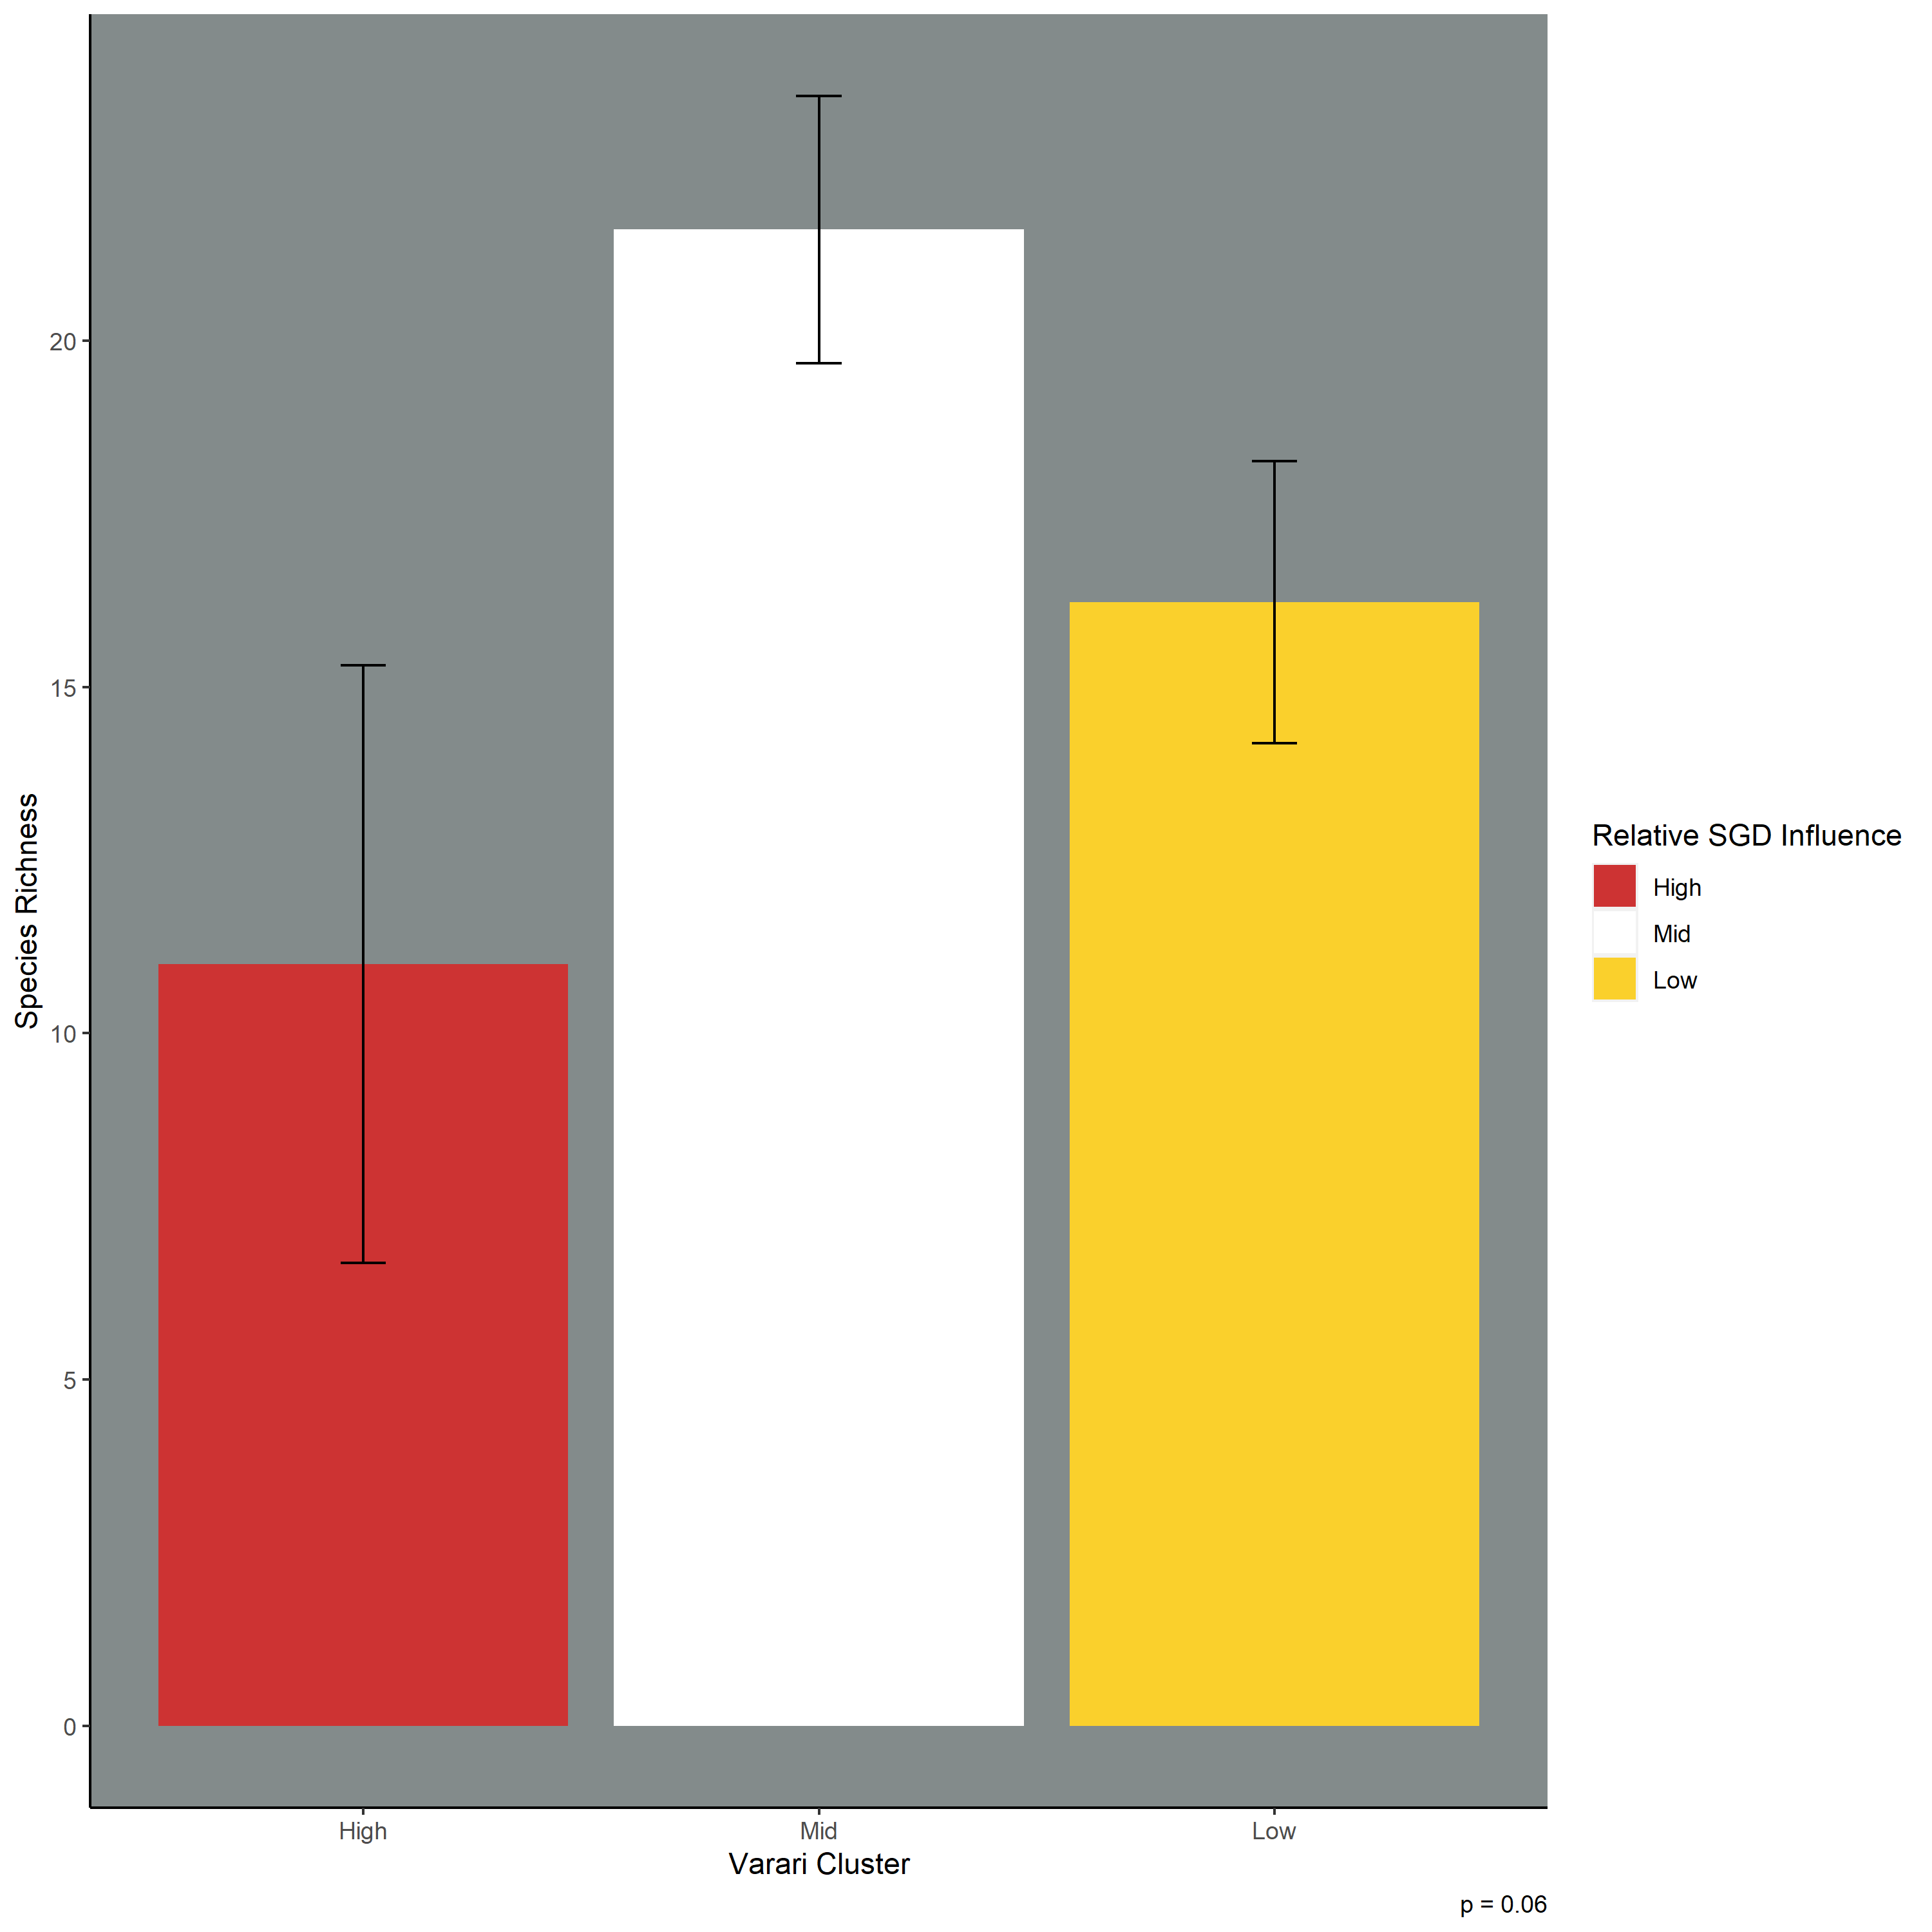 Species Richness
20
15
10
5
0
High
Mid
Low
Varari Cluster
p = 0.06
Relative SGD Influence
High
Mid
Low